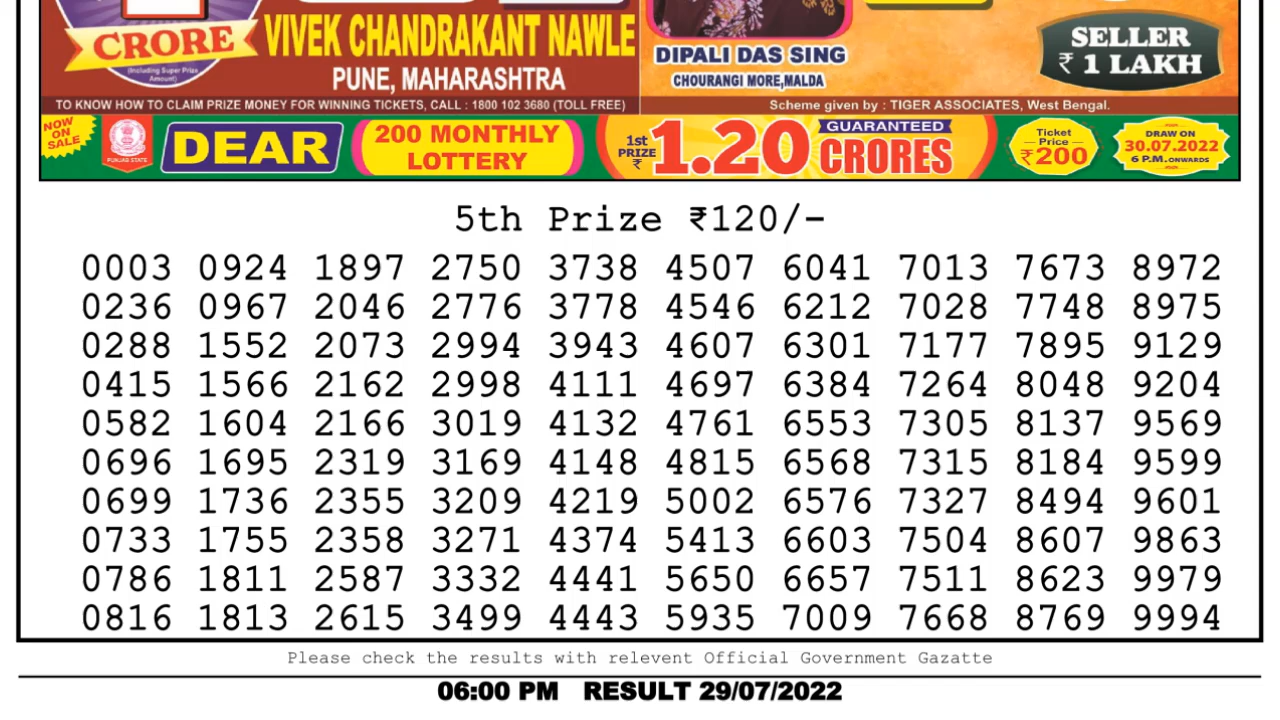 CRORE
(Including Super Prize
Amount)
VIVEK CHANDRAKANT NAWLE
PUNE, MAHARASHTRA
DIPALI DAS SING
CHOURANGI MORE,MALDA
SELLER
₹ 1 LAKH
TO KNOW HOW TO CLAIM PRIZE MONEY FOR WINNING TICKETS, CALL : 1800 102 3680 (TOLL FREE)
Scheme given by : TIGER ASSOCIATES, West Bengal.
NOW
ON
SALE
PUNJAB STATE
DEAR
200 MONTHLY
LOTTERY
1st
PRIZE
₹
1.20
GUARANTEED
CRORES
Ticket
Price
₹200
DRAW ON
30.07.2022
6 P.M. ONWARDS
5th Prize ₹120/-
0003 0924 1897 2750 3738 4507 6041 7013 7673 8972
0236 0967 2046 2776 3778 4546 6212 7028 7748 8975
0288 1552 2073 2994 3943 4607 6301 7177 7895 9129
0415 1566 2162 2998 4111 4697 6384 7264 8048 9204
0582 1604 2166 3019 4132 4761 6553 7305 8137 9569
0696 1695 2319 3169 4148 4815 6568 7315 8184 9599
0699 1736 2355 3209 4219 5002 6576 7327 8494 9601
0733 1755 2358 3271 4374 5413 6603 7504 8607 9863
0786 1811 2587 3332 4441 5650 6657 7511 8623 9979
0816 1813 2615 3499 4443 5935 7009 7668 8769 9994
Please check the results with relevent Official Government Gazatte
06:00 PM RESULT 29/07/2022